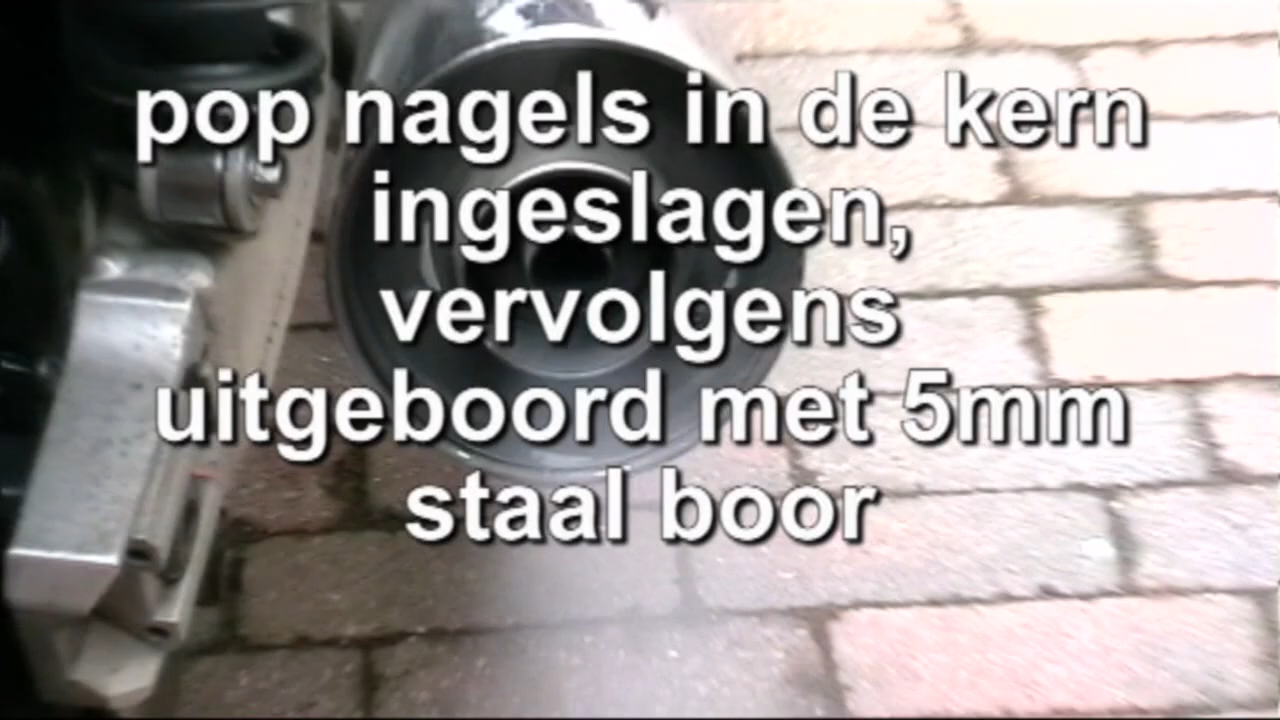 pop nagels in de kern
ingeslagen,
vervolgens
uitgeboord met 5mm
staal boor